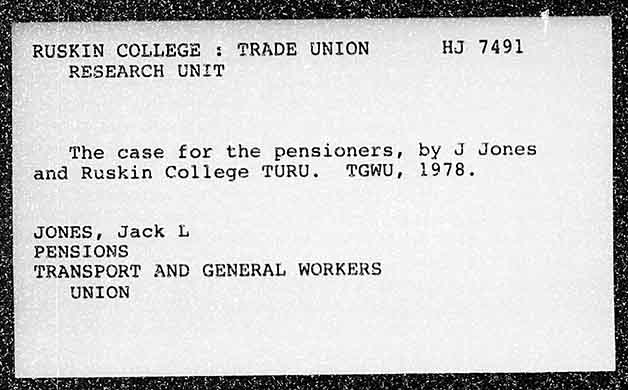 RUSKIN COLLEGE : TRADE UNION HJ 7491
RESEARCH UNIT
The case for the pensioners, by J Jones
and Ruskin College TURU. TGWU, 1978.
JONES, Jack L
PENSIONS
TRANSPORT AND GENERAL WORKERS
UNION